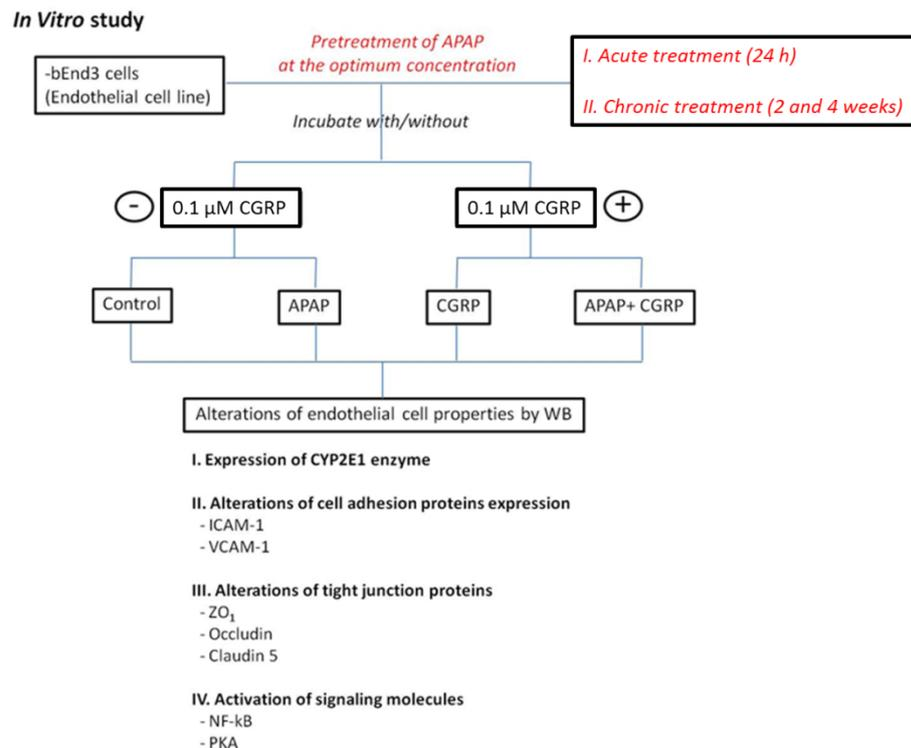 In Vitro study
-bEnd3 cells
(Endothelial cell line)
Pretreatment of APAP
at the optimum concentration
I. Acute treatment (24 h)
II. Chronic treatment (2 and 4 weeks)
Incubate with/without
- 0.1 µM CGRP
0.1 µM CGRP +
Control
APAP
CGRP
APAP+ CGRP
Alterations of endothelial cell properties by WB
I. Expression of CYP2E1 enzyme
II. Alterations of cell adhesion proteins expression
- ICAM-1
- VCAM-1
III. Alterations of tight junction proteins
- ZO₁
- Occludin
- Claudin 5
IV. Activation of signaling molecules
- NF-kB
- PKA